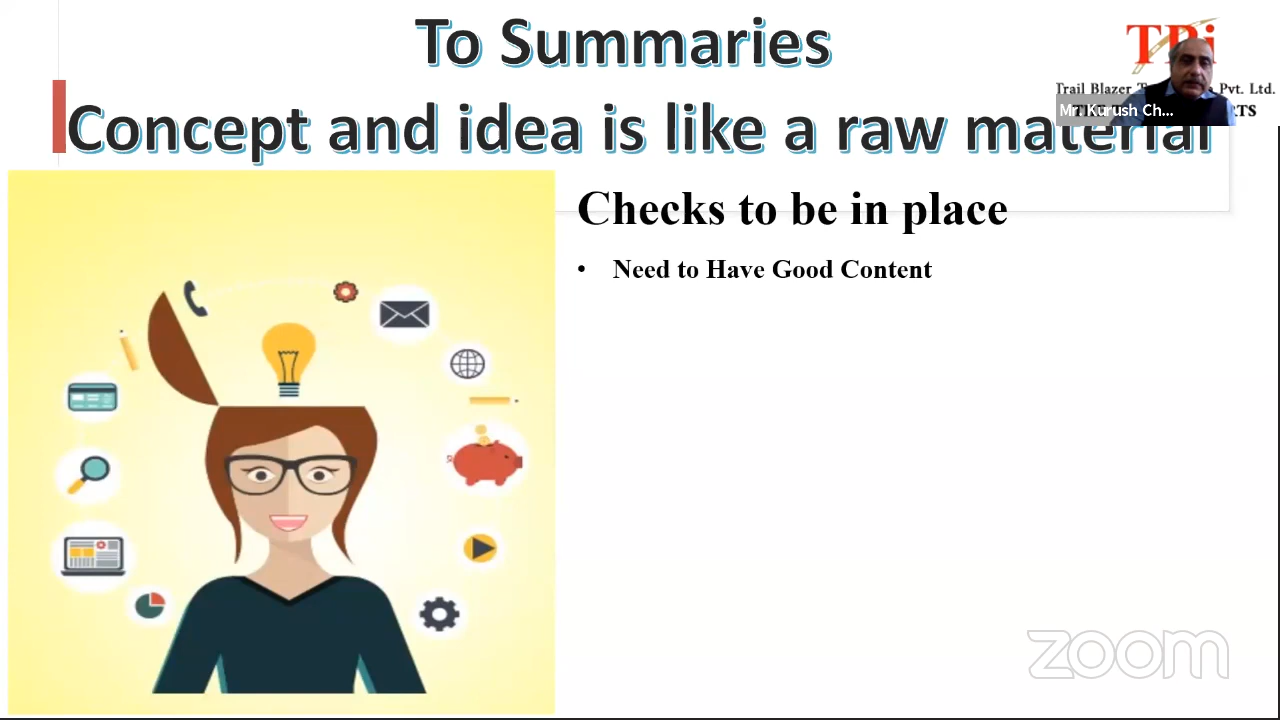 To Summaries
Concept and idea is like a raw material
TBi
Trail Blazer T Pvt. Ltd.
Mr. Kurush Ch...
Checks to be in place
• Need to Have Good Content
zoom